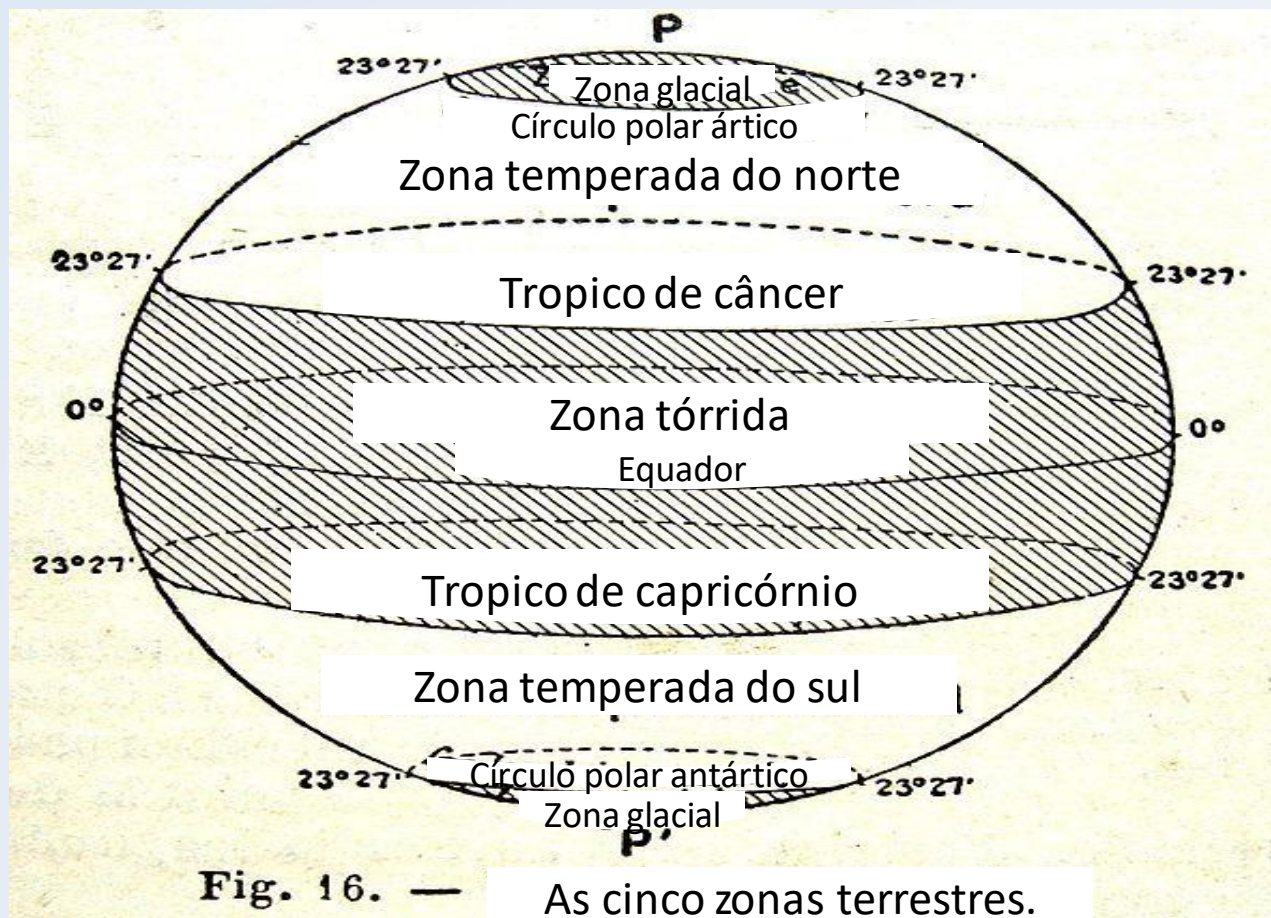 P
23°27' Zona glacial 23°27'
Círculo polar ártico
Zona temperada do norte
23°27' Tropico de câncer 23°27'
0° Zona tórrida 0°
Equador
23°27' Tropico de capricórnio 23°27'
Zona temperada do sul
23°27' Círculo polar antártico 23°27'
Zona glacial
P'
Fig. 16. — As cinco zonas terrestres.